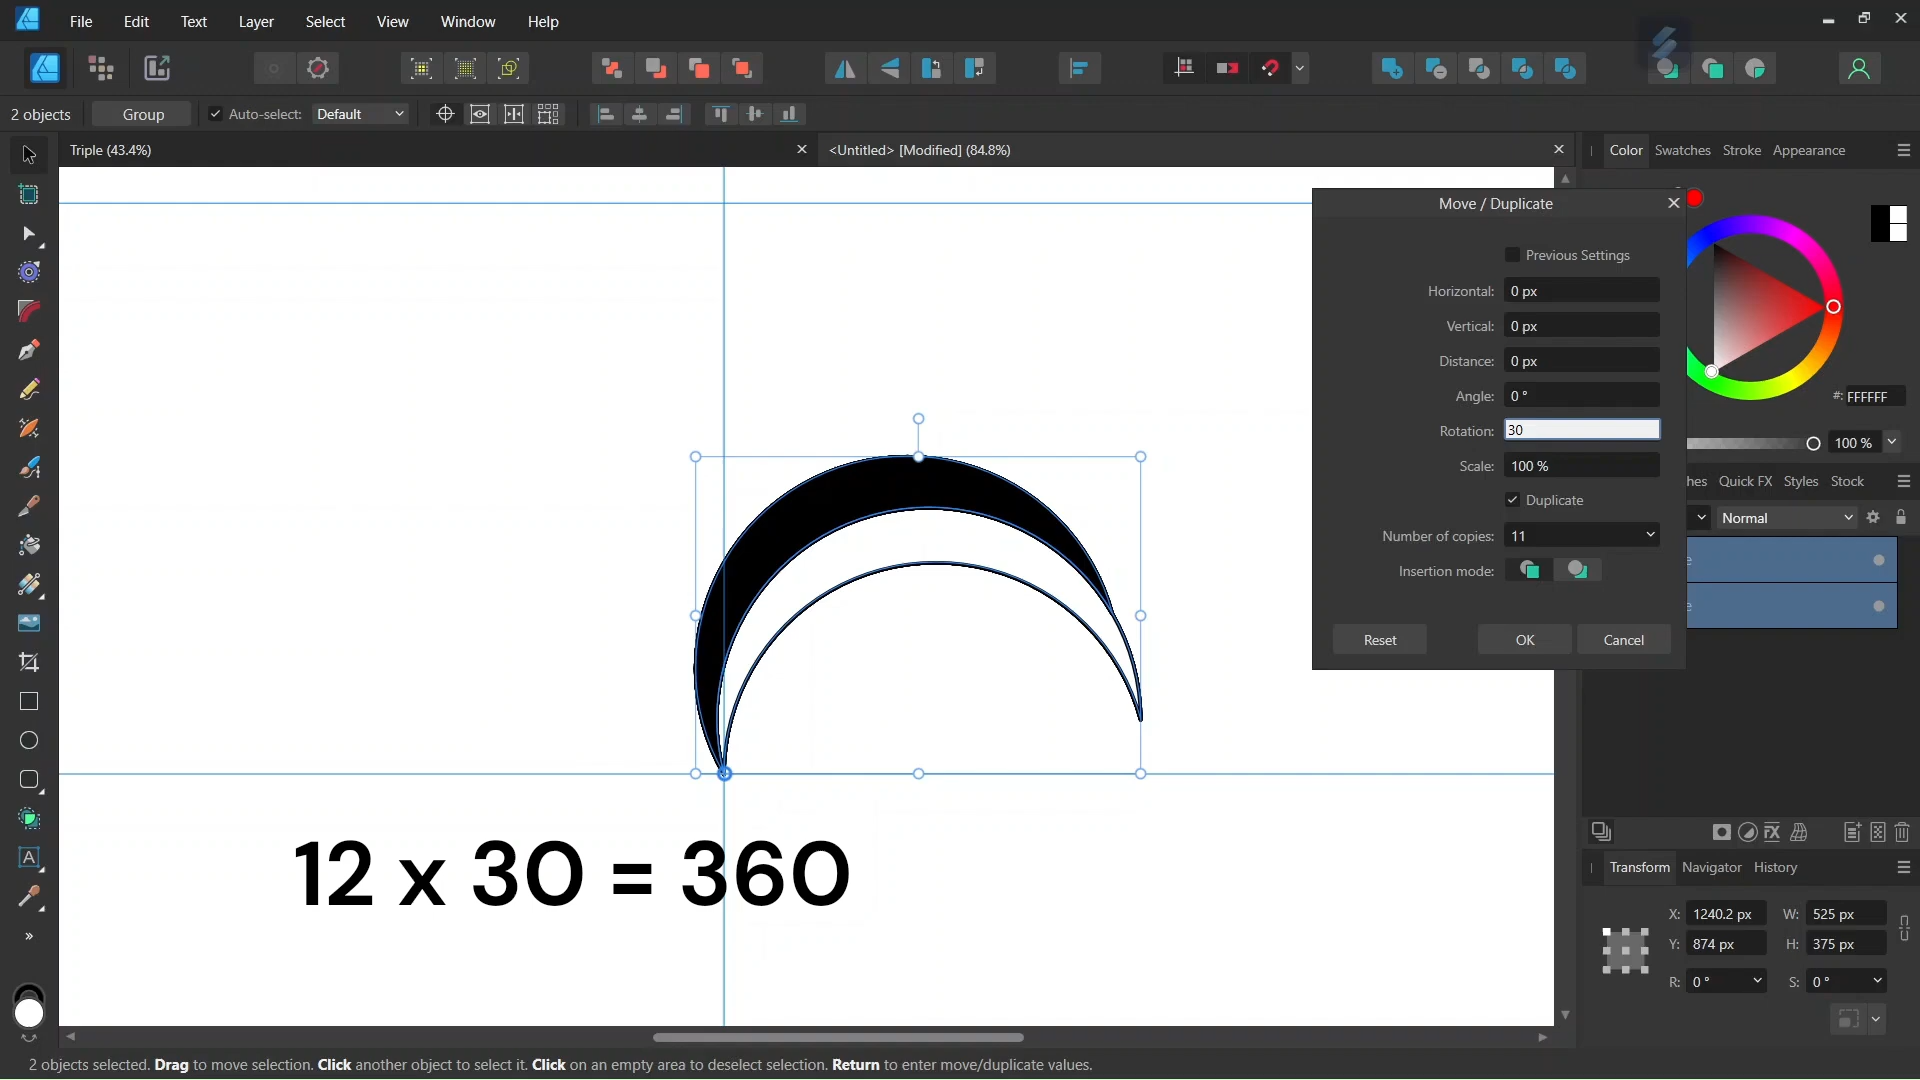 File Edit Text Layer Select View Window Help
2 objects Group Auto-select: Default
Triple (43.4%)
<Untitled> [Modified] (84.8%)
Color Swatches Stroke Appearance
Move / Duplicate
Previous Settings
Horizontal: 0 px
Vertical: 0 px
Distance: 0 px
Angle: 0 °
Rotation: 30
Scale: 100 %
Duplicate
Number of copies: 11
Insertion mode:
Reset OK Cancel
#: FFFFFF
100 %
hes Quick FX Styles Stock
Normal
e
e
12 x 30 = 360
Transform Navigator History
X: 1240.2 px W: 525 px
Y: 874 px H: 375 px
R: 0 ° S: 0 °
2 objects selected. Drag to move selection. Click another object to select it. Click on an empty area to deselect selection. Return to enter move/duplicate values.